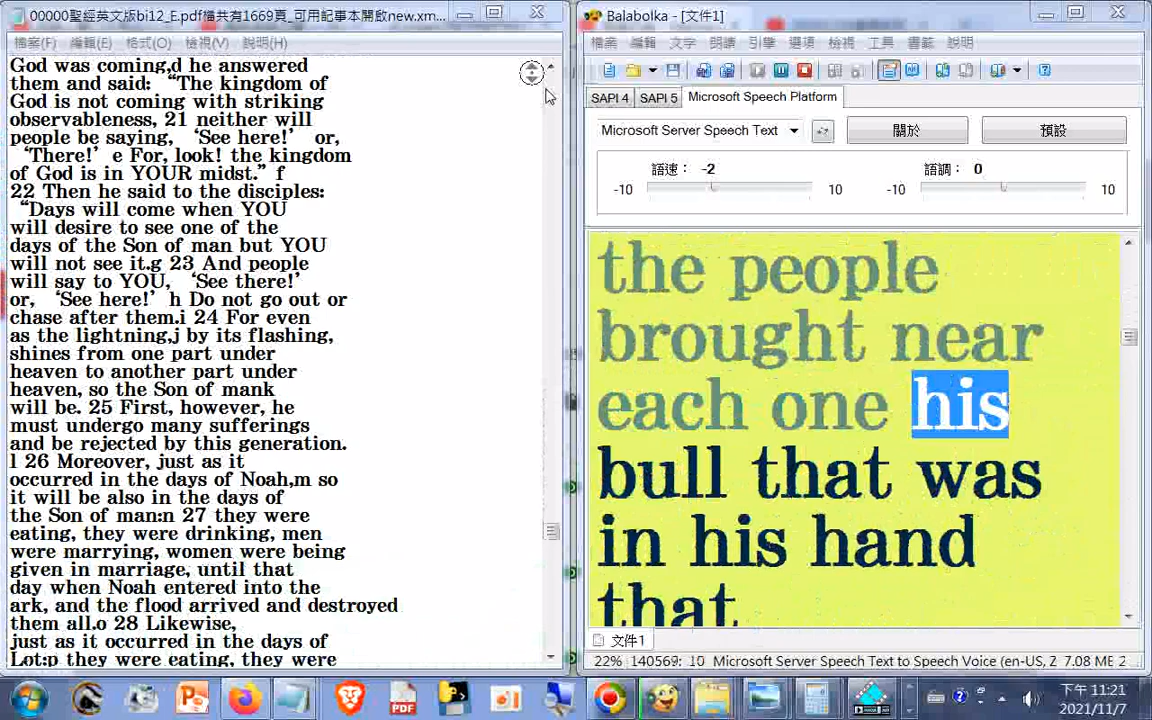 00000聖經英文版bi12_E.pdf檔共有1669頁_可用記事本開啟new.xm...
檔案(F) 編輯(E) 格式(O) 檢視(V) 說明(H)
God was coming,d he answered
them and said: “The kingdom of
God is not coming with striking
observableness, 21 neither will
people be saying, ‘See here!’ or,
‘There!’ e For, look! the kingdom
of God is in YOUR midst.” f
22 Then he said to the disciples:
“Days will come when YOU
will desire to see one of the
days of the Son of man but YOU
will not see it.g 23 And people
will say to YOU, ‘See there!’
or, ‘See here!’ h Do not go out or
chase after them.i 24 For even
as the lightning,j by its flashing,
shines from one part under
heaven to another part under
heaven, so the Son of mank
will be. 25 First, however, he
must undergo many sufferings
and be rejected by this generation.
l 26 Moreover, just as it
occurred in the days of Noah,m so
it will be also in the days of
the Son of man:n 27 they were
eating, they were drinking, men
were marrying, women were being
given in marriage, until that
day when Noah entered into the
ark, and the flood arrived and destroyed
them all.o 28 Likewise,
just as it occurred in the days of
Lot:p they were eating, they were
Balabolka - [文件1]
檔案 編輯 文字 朗讀 引擎 選項 檢視 工具 書籤 說明
SAPI 4 SAPI 5 Microsoft Speech Platform
Microsoft Server Speech Text 關於 預設
語速： -2 語調： 0
-10 10 -10 10
the people
brought near
each one his
bull that was
in his hand
that
文件1
22% 140569: 10 Microsoft Server Speech Text to Speech Voice (en-US, Z 7.08 MB
PDF
下午 11:21
2021/11/7